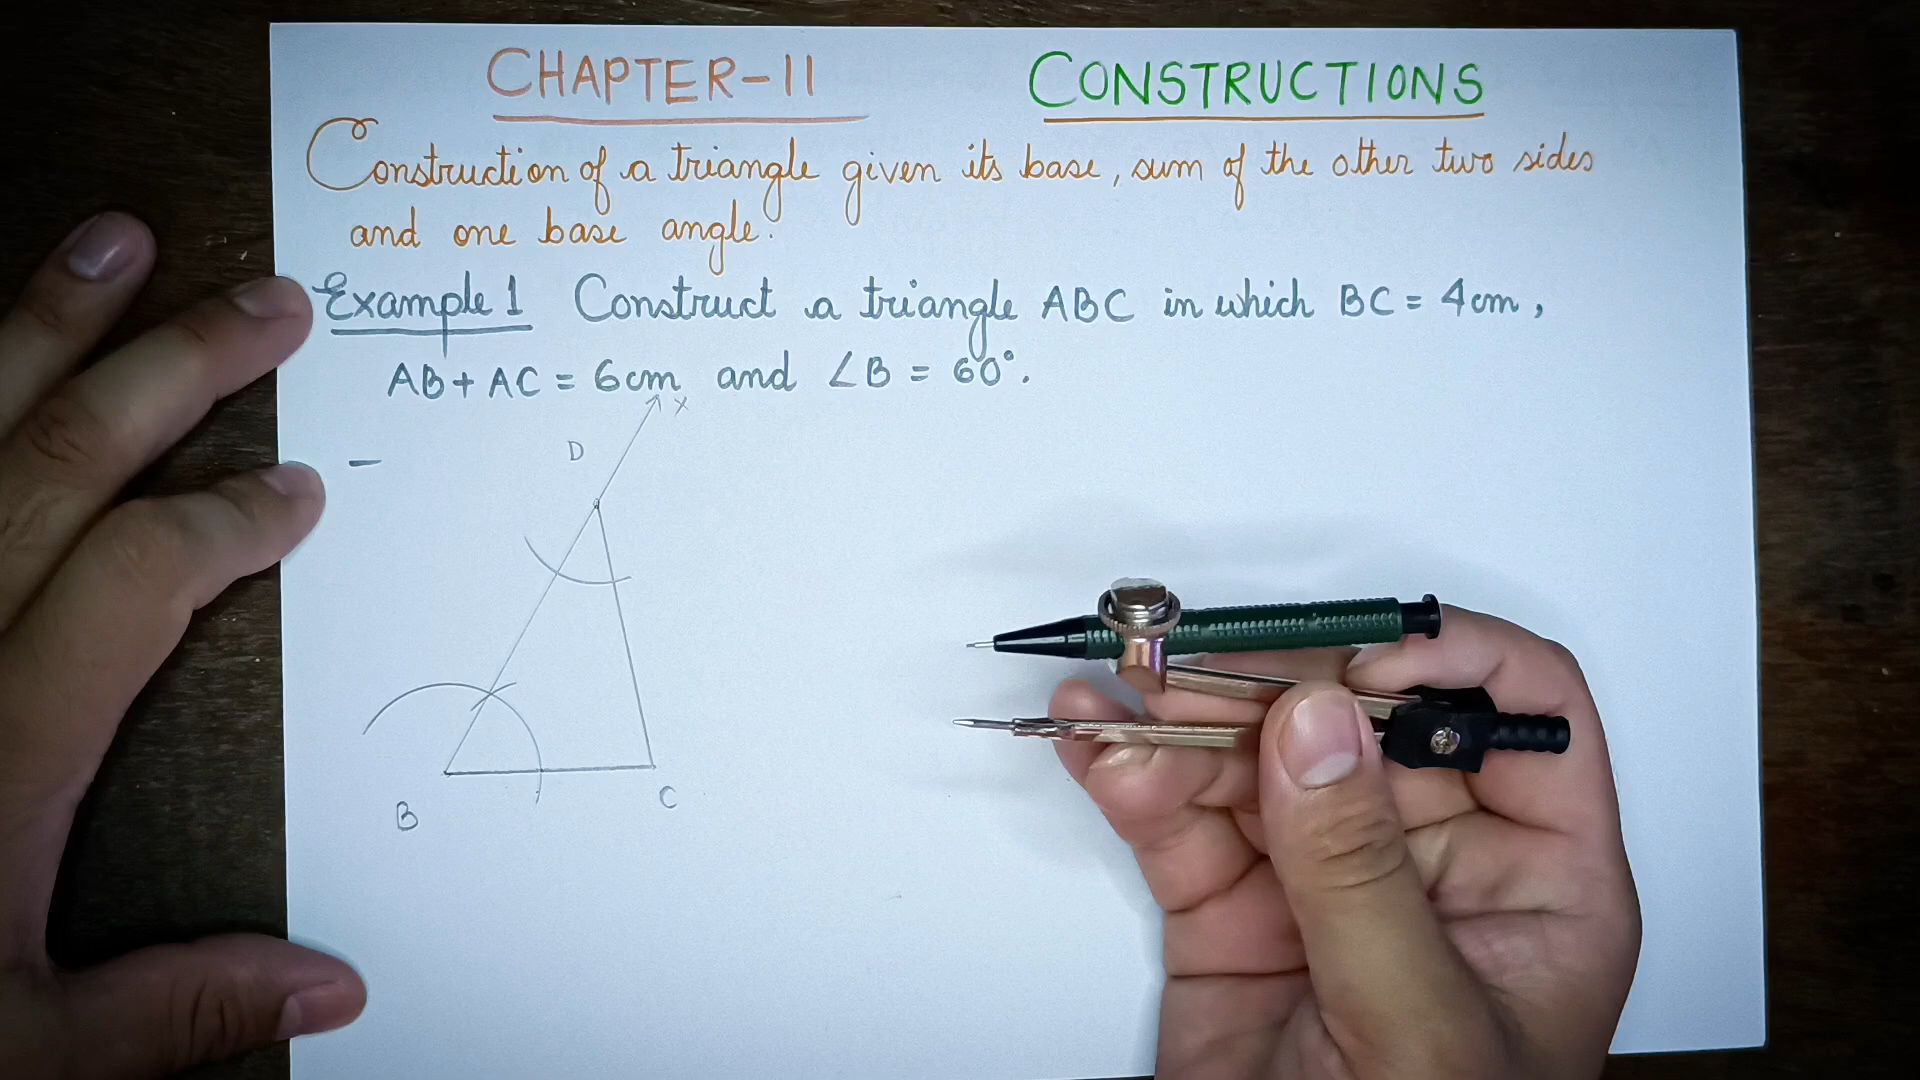 CHAPTER-11 CONSTRUCTIONS
Construction of a triangle given its base, sum of the other two sides
and one base angle.
Example 1 Construct a triangle ABC in which BC = 4cm,
AB + AC = 6cm and ∠B = 60°.
X
D
B
C